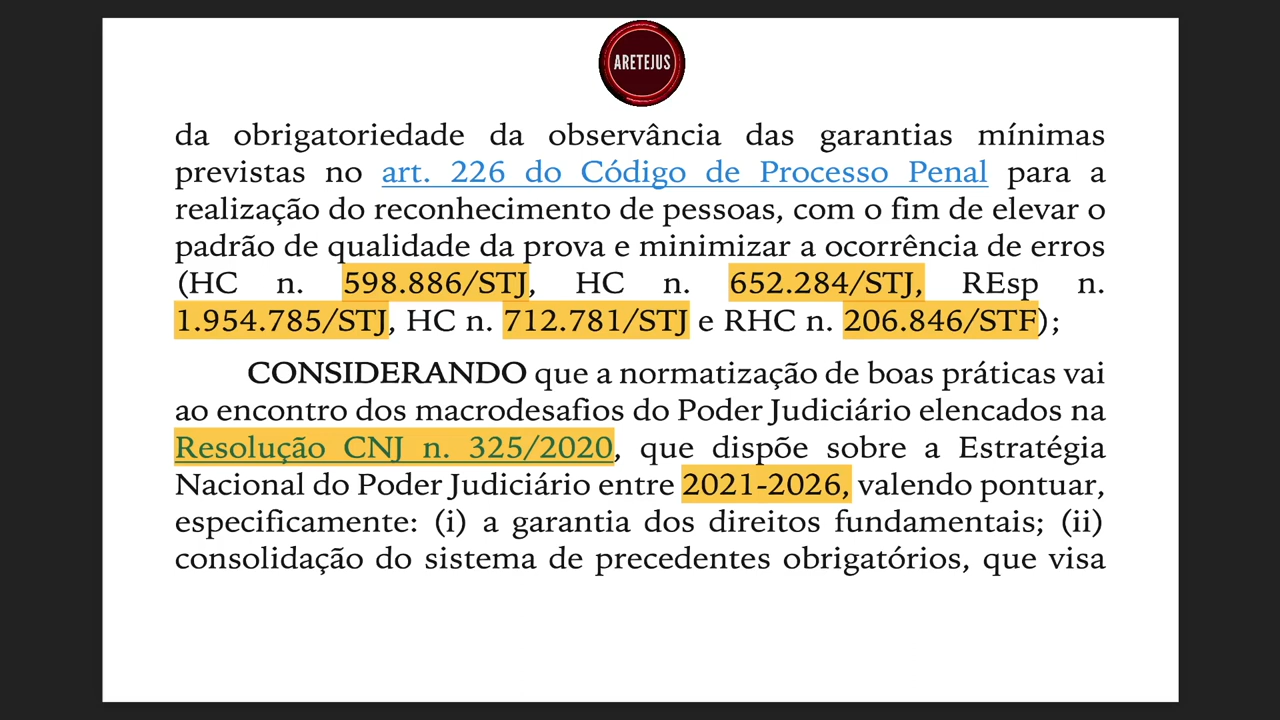 ARETEJUS
da obrigatoriedade da observância das garantias mínimas
previstas no art. 226 do Código de Processo Penal para a
realização do reconhecimento de pessoas, com o fim de elevar o
padrão de qualidade da prova e minimizar a ocorrência de erros
(HC n. 598.886/STJ, HC n. 652.284/STJ, REsp n.
1.954.785/STJ, HC n. 712.781/STJ e RHC n. 206.846/STF);
CONSIDERANDO que a normatização de boas práticas vai
ao encontro dos macrodesafios do Poder Judiciário elencados na
Resolução CNJ n. 325/2020, que dispõe sobre a Estratégia
Nacional do Poder Judiciário entre 2021-2026, valendo pontuar,
especificamente: (i) a garantia dos direitos fundamentais; (ii)
consolidação do sistema de precedentes obrigatórios, que visa